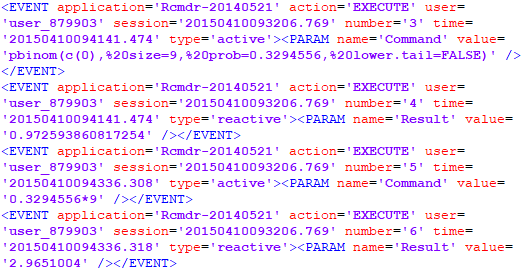 <EVENT application='Rcmdr-20140521' action='EXECUTE' user=
'user_879903' session='20150410093206.769' number='3' time=
'20150410094141.474' type='active'><PARAM name='Command' value=
'pbinom(c(0),%20size=9,%20prob=0.3294556,%20lower.tail=FALSE)' />
</EVENT>
<EVENT application='Rcmdr-20140521' action='EXECUTE' user=
'user_879903' session='20150410093206.769' number='4' time=
'20150410094141.474' type='reactive'><PARAM name='Result' value=
'0.972593860817254' /></EVENT>
<EVENT application='Rcmdr-20140521' action='EXECUTE' user=
'user_879903' session='20150410093206.769' number='5' time=
'20150410094336.308' type='active'><PARAM name='Command' value=
'0.3294556*9' /></EVENT>
<EVENT application='Rcmdr-20140521' action='EXECUTE' user=
'user_879903' session='20150410093206.769' number='6' time=
'20150410094336.318' type='reactive'><PARAM name='Result' value=
'2.9651004' /></EVENT>